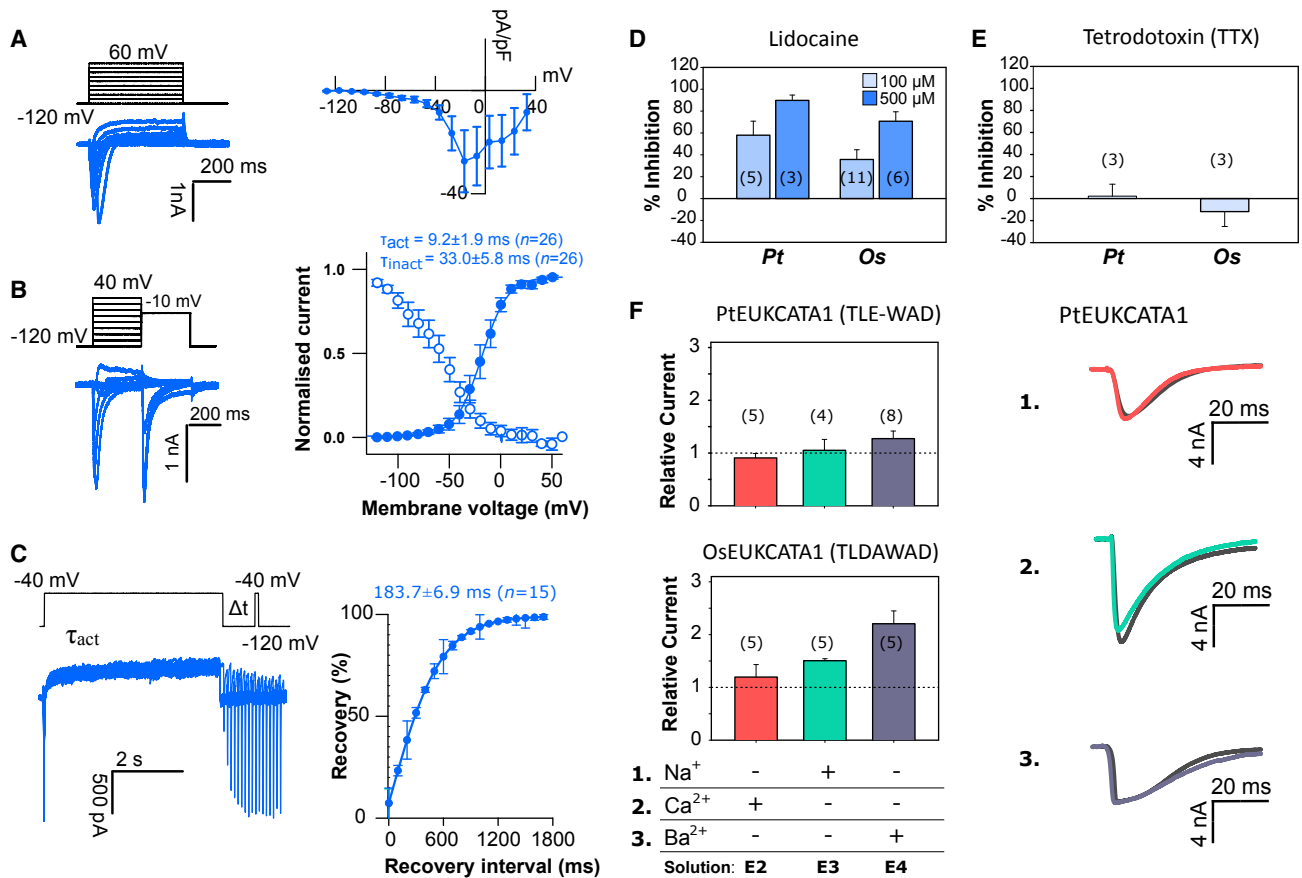 A
60 mV
-120 mV
200 ms
1nA
pA/pF
mV
-120 -80 -40 0 40
-40
B
40 mV
-10 mV
-120 mV
200 ms
1 nA
τact = 9.2±1.9 ms (n=26)
τinact = 33.0±5.8 ms (n=26)
Normalised current
1.0
0.5
0.0
-100 -50 0 50
Membrane voltage (mV)
C
-40 mV
-40 mV
Δt
-120 mV
τact
2 s
500 pA
183.7±6.9 ms (n=15)
Recovery (%)
100
50
0
0 600 1200 1800
Recovery interval (ms)
D
Lidocaine
100 µM
500 µM
% Inhibition
120
100
80
60
40
20
0
-20
-40
(5) (3) (11) (6)
Pt Os
E
Tetrodotoxin (TTX)
% Inhibition
120
100
80
60
40
20
0
-20
-40
(3) (3)
Pt Os
F
PtEUKCATA1 (TLE-WAD)
Relative Current
3
2
1
0
(5) (4) (8)
OsEUKCATA1 (TLDAWAD)
Relative Current
3
2
1
0
(5) (5) (5)
1. Na+ - + -
2. Ca2+ + - -
3. Ba2+ - - +
Solution: E2 E3 E4
PtEUKCATA1
1.
20 ms
4 nA
2.
20 ms
4 nA
3.
20 ms
4 nA